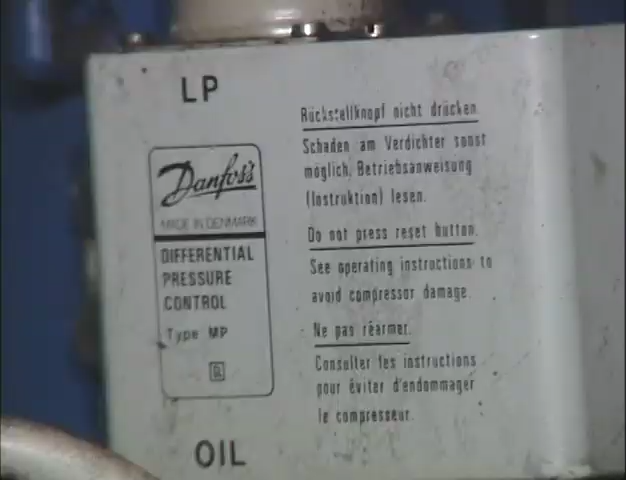 LP
Danfoss
MADE IN DENMARK
DIFFERENTIAL
PRESSURE
CONTROL
Type MP
OIL
Rückstellknopf nicht drücken.
Schaden am Verdichter sonst
möglich, Betriebsanweisung
(Instruktion) lesen.
Do not press reset button.
See operating instructions to
avoid compressor damage.
Ne pas réarmer.
Consulter les instructions
pour éviter d'endommager
le compresseur.